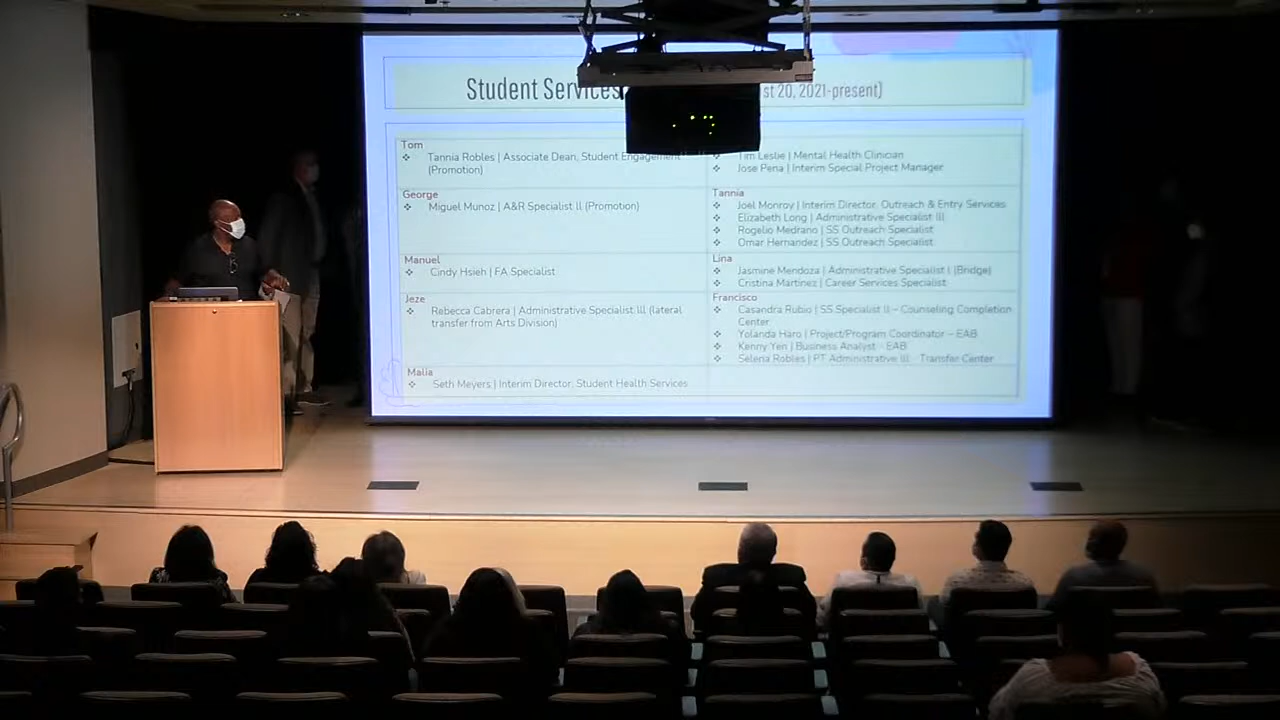 Student Services
st 20, 2021-present)
Tom
❖ Tannia Robles | Associate Dean, Student Engagement
(Promotion)
❖ Tim Leslie | Mental Health Clinician
❖ Jose Pena | Interim Special Project Manager
George
❖ Miguel Munoz | A&R Specialist II (Promotion)
Tannia
❖ Joel Monroy | Interim Director, Outreach & Entry Services
❖ Elizabeth Long | Administrative Specialist III
❖ Rogelio Medrano | SS Outreach Specialist
❖ Omar Hernandez | SS Outreach Specialist
Manuel
❖ Cindy Hsieh | FA Specialist
Lina
❖ Jasmine Mendoza | Administrative Specialist I (Bridge)
❖ Cristina Martinez | Career Services Specialist
Jeze
❖ Rebecca Cabrera | Administrative Specialist III (lateral
transfer from Arts Division)
Francisco
❖ Casandra Rubio | SS Specialist II – Counseling Completion
Center
❖ Yolanda Haro | Project/Program Coordinator – EAB
❖ Kenny Yen | Business Analyst – EAB
❖ Selena Robles | PT Administrative III – Transfer Center
Malia
❖ Seth Meyers | Interim Director, Student Health Services